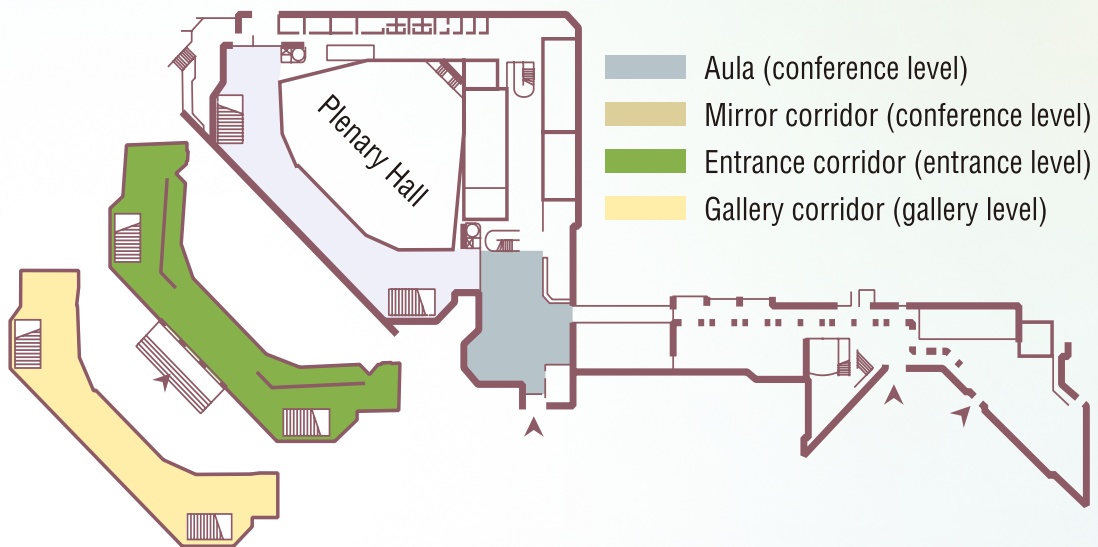 Plenary Hall
Aula (conference level)
Mirror corridor (conference level)
Entrance corridor (entrance level)
Gallery corridor (gallery level)